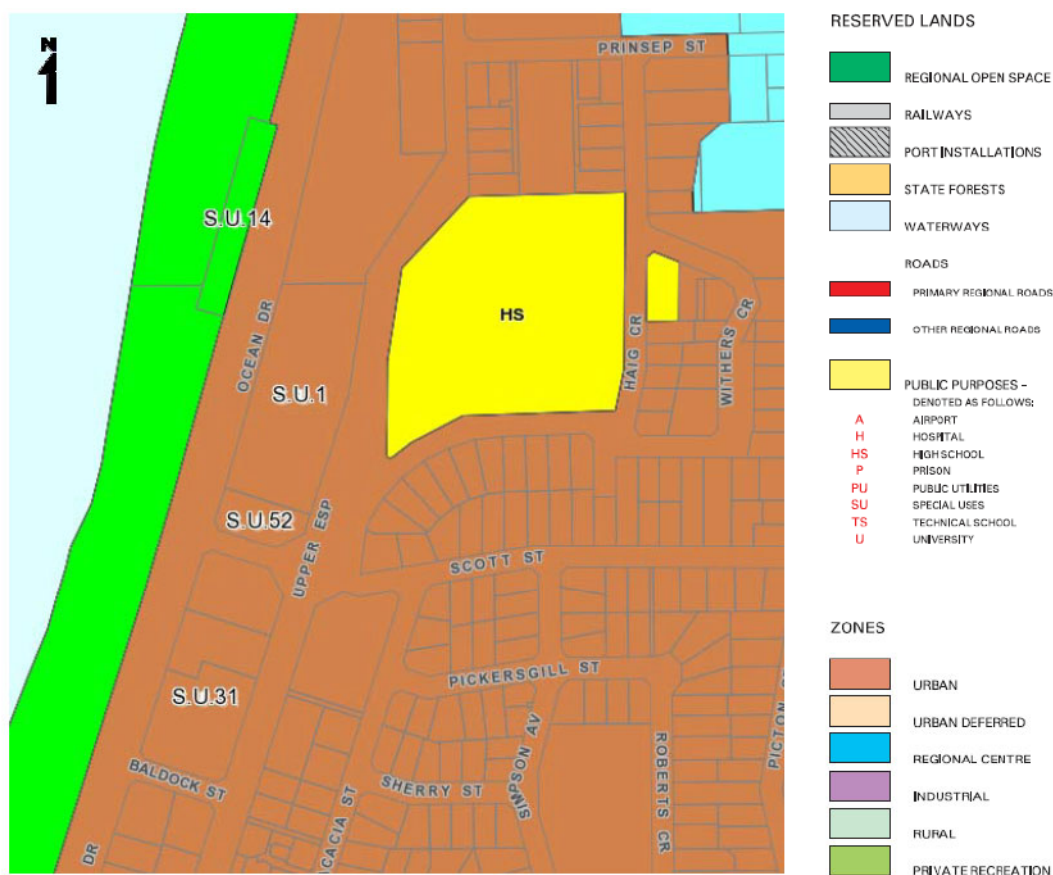 N
PRINSEP ST
S.U.14
OCEAN DR
HS
HAIG CR
WITHERS CR
S.U.1
S.U.52
UPPER ESP
SCOTT ST
PICKERSGILL ST
S.U.31
SIMPSON AV
ROBERTS CR
BALDOCK ST
SHERRY ST
DR
RESERVED LANDS
REGIONAL OPEN SPACE
RAILWAYS
PORT INSTALLATIONS
STATE FORESTS
WATERWAYS
ROADS
PRIMARY REGIONAL ROADS
OTHER REGIONAL ROADS
PUBLIC PURPOSES –
DENOTED AS FOLLOWS:
A AIRPORT
H HOSPITAL
HS HIGH SCHOOL
P PRISON
PU PUBLIC UTILITIES
SU SPECIAL USES
TS TECHNICAL SCHOOL
U UNIVERSITY
ZONES
URBAN
URBAN DEFERRED
REGIONAL CENTRE
INDUSTRIAL
RURAL
PRIVATE RECREATION